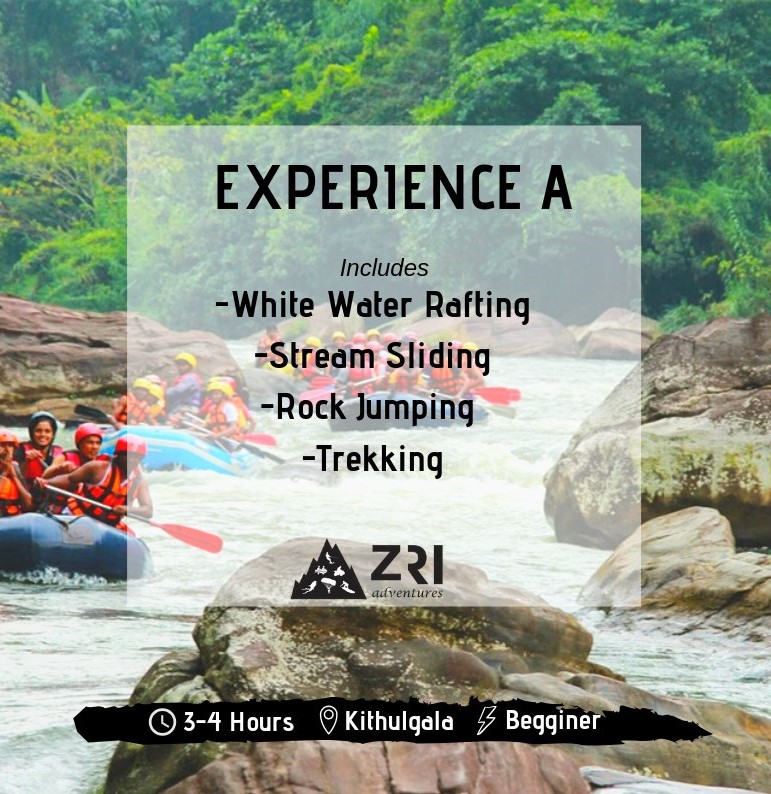 EXPERIENCE A
Includes
-White Water Rafting
-Stream Sliding
-Rock Jumping
-Trekking
ZRI
adventures
3-4 Hours Kithulgala Begginer